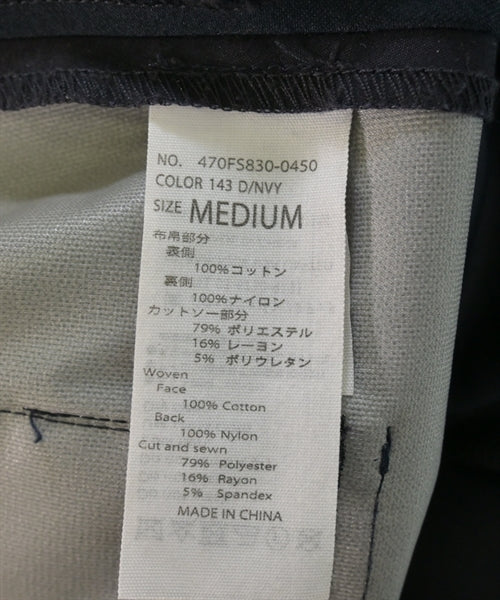 NO. 470FS830-0450
COLOR 143 D/NVY
SIZE MEDIUM
布帛部分
表側
100%コットン
裏側
100%ナイロン
カットソー部分
79% ポリエステル
16% レーヨン
5% ポリウレタン
Woven
Face
100% Cotton
Back
100% Nylon
Cut and sewn
79% Polyester
16% Rayon
5% Spandex
MADE IN CHINA